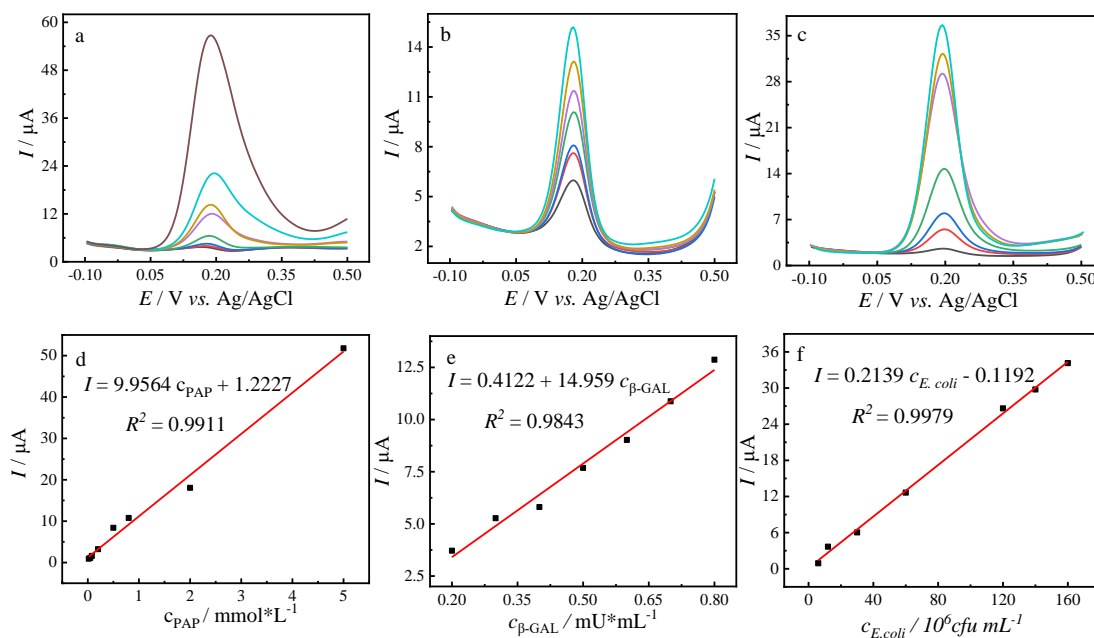 a
I / µA
60
48
36
24
12
0
-0.10 0.05 0.20 0.35 0.50
E / V vs. Ag/AgCl
b
I / µA
14
11
8
5
2
-0.10 0.05 0.20 0.35 0.50
E / V vs. Ag/AgCl
c
I / µA
35
28
21
14
7
0
-0.10 0.05 0.20 0.35 0.50
E / V vs. Ag/AgCl
d
I = 9.9564 c_PAP + 1.2227
R² = 0.9911
I / µA
50
40
30
20
10
0
0 1 2 3 4 5
c_PAP / mmol*L⁻¹
e
I = 0.4122 + 14.959 c_β-GAL
R² = 0.9843
I / µA
12.5
10.0
7.5
5.0
2.5
0.20 0.35 0.50 0.65 0.80
c_β-GAL / mU*mL⁻¹
f
I = 0.2139 c_E. coli - 0.1192
R² = 0.9979
I / µA
36
30
24
18
12
6
0
0 40 80 120 160
c_E.coli / 10⁶cfu mL⁻¹